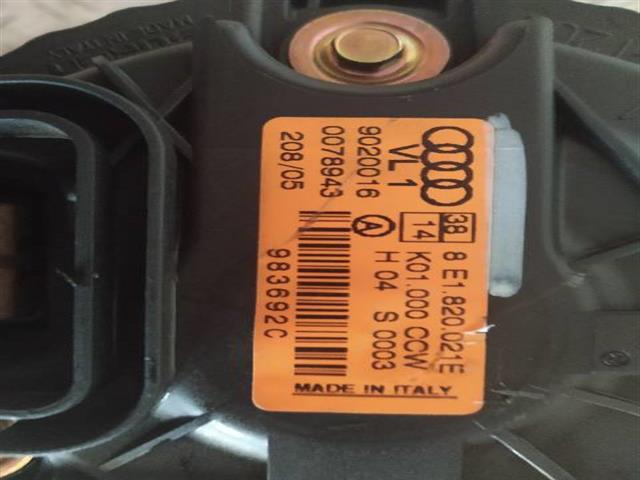 VL 1
38
14
8 E1.820.021E
9020016
A
K01.000 CCW
0078943
H 04 S 0003
208/05
983692C
MADE IN ITALY